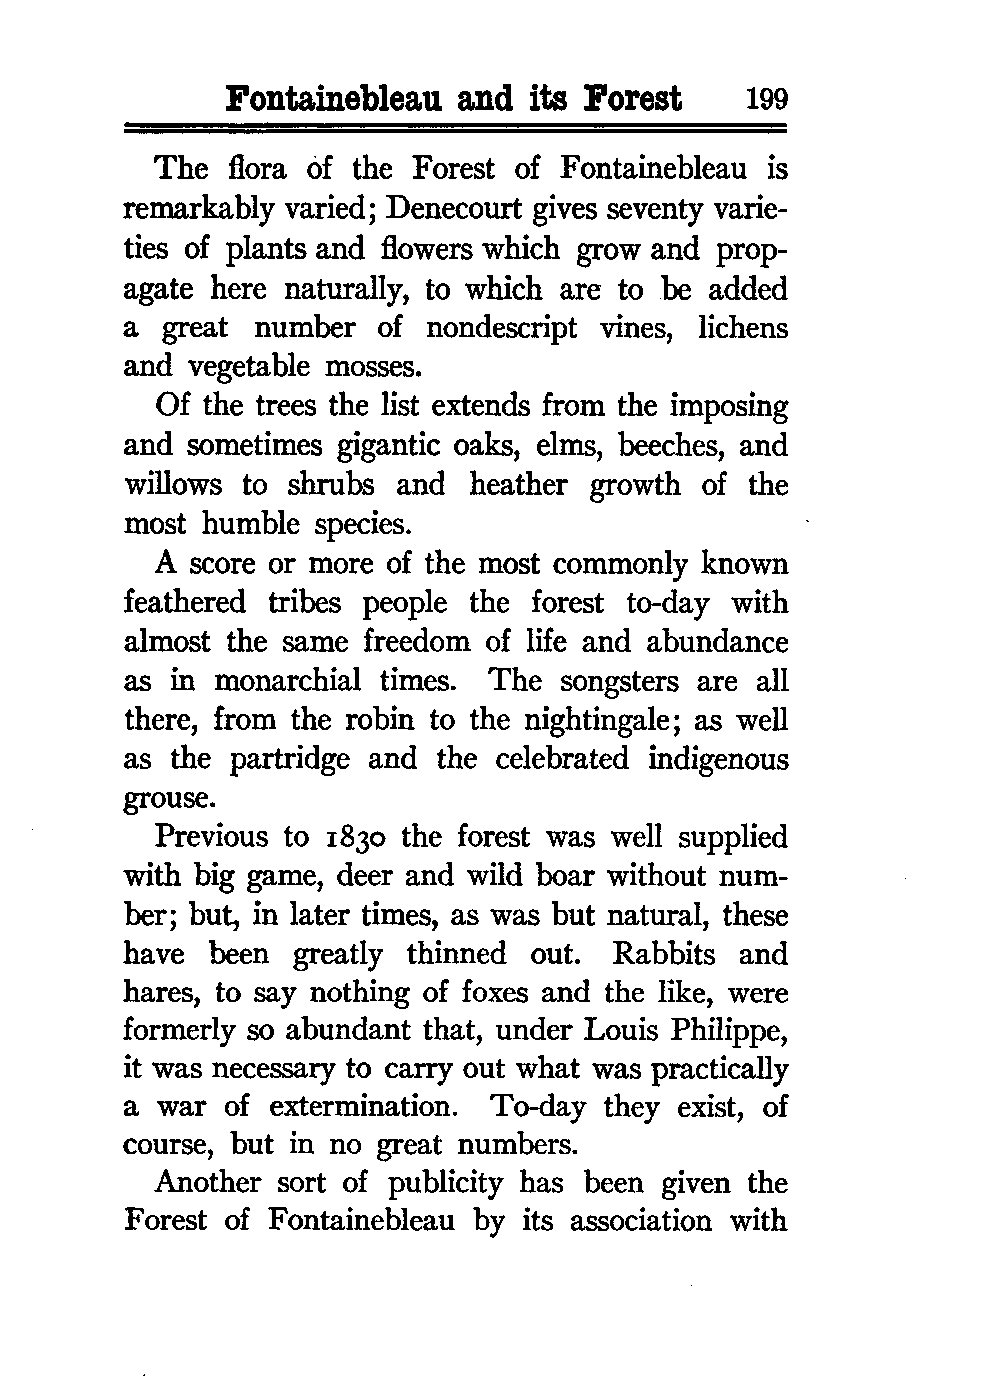 Fontainebleau and its Forest 199
The flora of the Forest of Fontainebleau is
remarkably varied; Denecourt gives seventy varie-
ties of plants and flowers which grow and prop-
agate here naturally, to which are to be added
a great number of nondescript vines, lichens
and vegetable mosses.
Of the trees the list extends from the imposing
and sometimes gigantic oaks, elms, beeches, and
willows to shrubs and heather growth of the
most humble species.
A score or more of the most commonly known
feathered tribes people the forest to-day with
almost the same freedom of life and abundance
as in monarchial times. The songsters are all
there, from the robin to the nightingale; as well
as the partridge and the celebrated indigenous
grouse.
Previous to 1830 the forest was well supplied
with big game, deer and wild boar without num-
ber; but, in later times, as was but natural, these
have been greatly thinned out. Rabbits and
hares, to say nothing of foxes and the like, were
formerly so abundant that, under Louis Philippe,
it was necessary to carry out what was practically
a war of extermination. To-day they exist, of
course, but in no great numbers.
Another sort of publicity has been given the
Forest of Fontainebleau by its association with